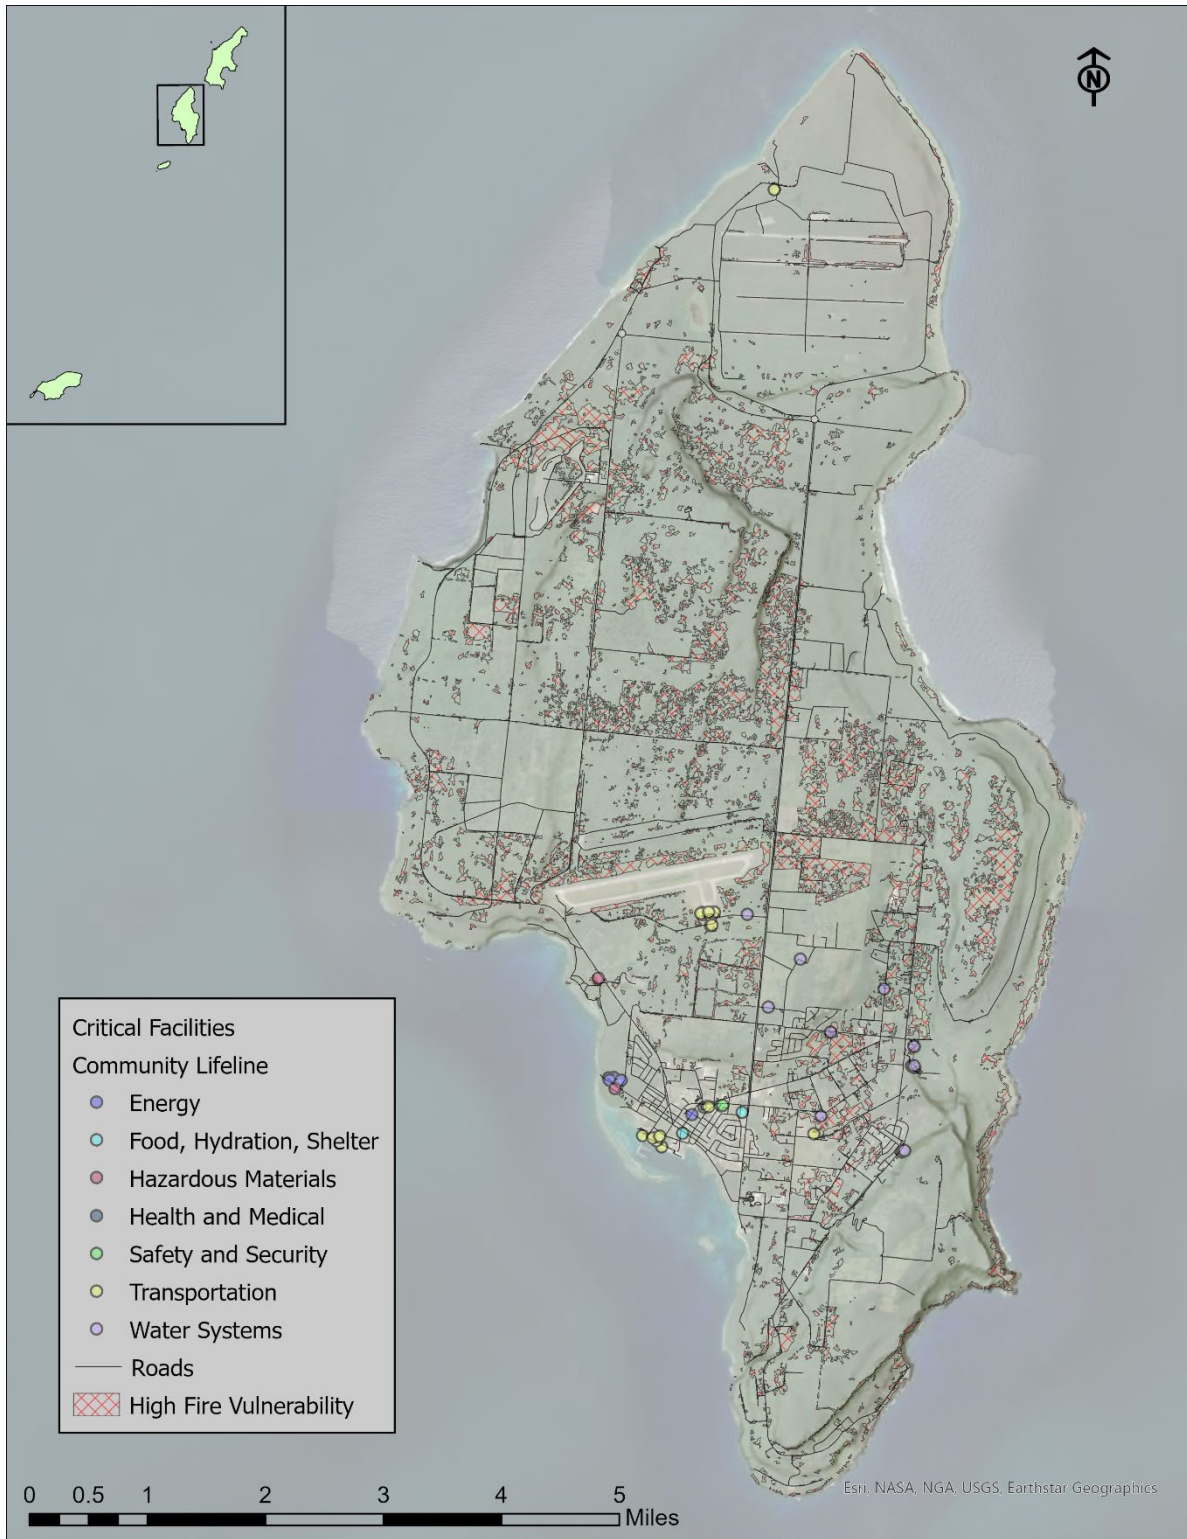 N
Critical Facilities
Community Lifeline
Energy
Food, Hydration, Shelter
Hazardous Materials
Health and Medical
Safety and Security
Transportation
Water Systems
Roads
High Fire Vulnerability
Esri, NASA, NGA, USGS, Earthstar Geographics
0 0.5 1 2 3 4 5
Miles